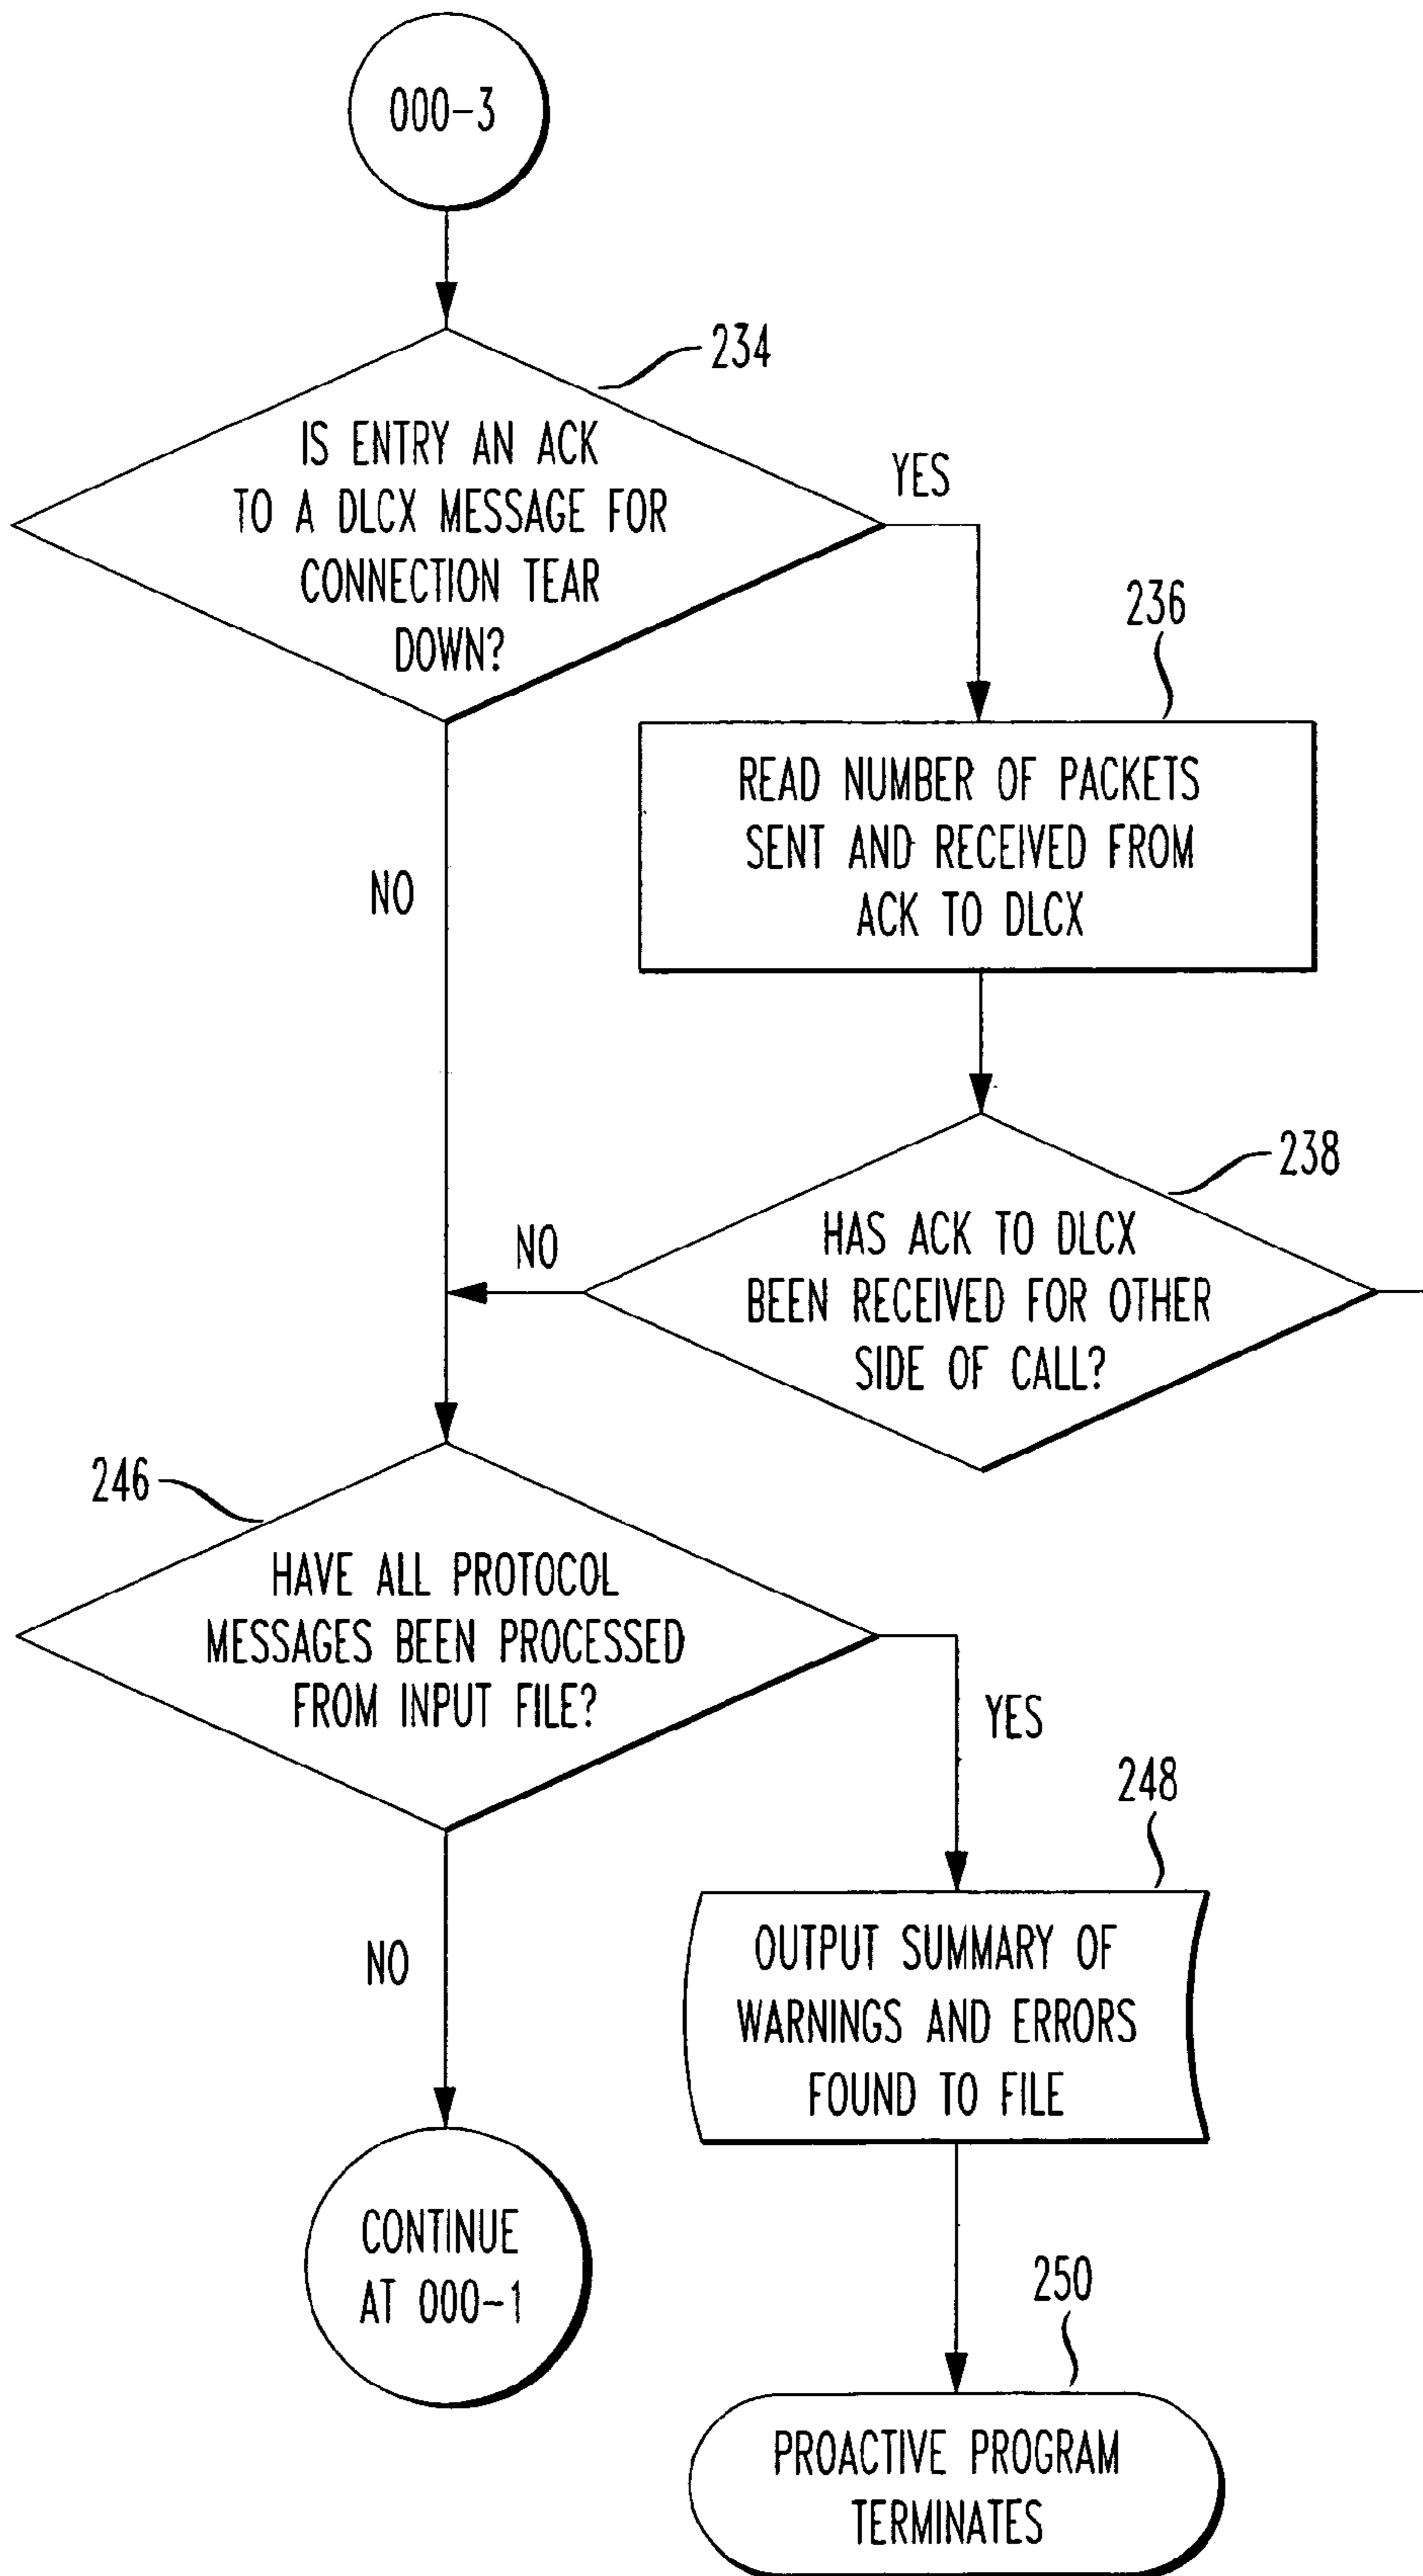 000-3
234
IS ENTRY AN ACK
TO A DLCX MESSAGE FOR
CONNECTION TEAR
DOWN?
YES
236
READ NUMBER OF PACKETS
SENT AND RECEIVED FROM
ACK TO DLCX
NO
238
HAS ACK TO DLCX
BEEN RECEIVED FOR OTHER
SIDE OF CALL?
NO
246
HAVE ALL PROTOCOL
MESSAGES BEEN PROCESSED
FROM INPUT FILE?
YES
248
OUTPUT SUMMARY OF
WARNINGS AND ERRORS
FOUND TO FILE
NO
CONTINUE
AT 000-1
250
PROACTIVE PROGRAM
TERMINATES